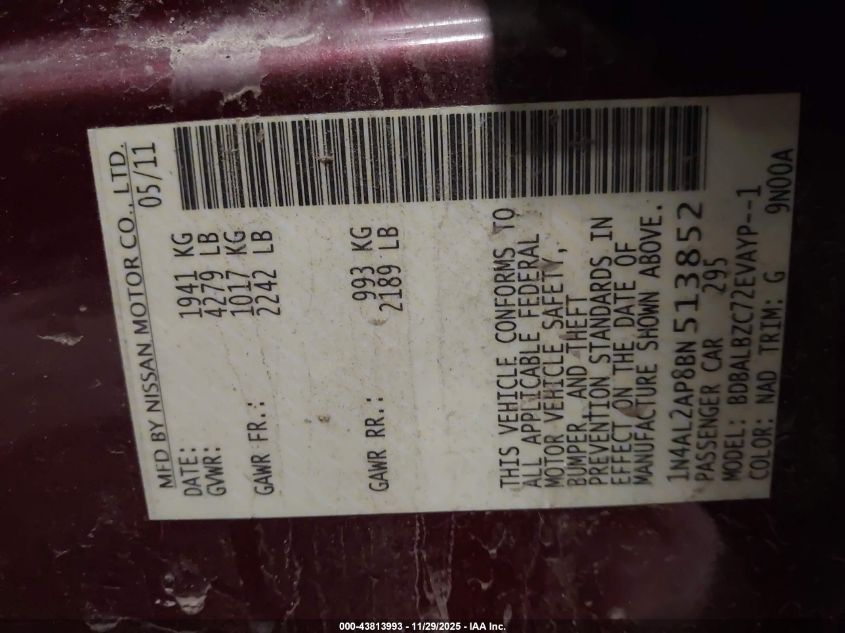 MFD BY NISSAN MOTOR CO., LTD.
DATE: 05/11
GVWR: 1941 KG
4279 LB
GAWR FR.: 1017 KG
2242 LB
GAWR RR.: 993 KG
2189 LB
THIS VEHICLE CONFORMS TO
ALL APPLICABLE FEDERAL
MOTOR VEHICLE SAFETY,
BUMPER, AND THEFT
PREVENTION STANDARDS IN
EFFECT ON THE DATE OF
MANUFACTURE SHOWN ABOVE.
1N4AL2AP8BN513852
PASSENGER CAR 295
MODEL: BDBALBZC72EVAYP--1
COLOR: NAD TRIM: G 9N00A
000-43813993 - 11/29/2025 - IAA Inc.